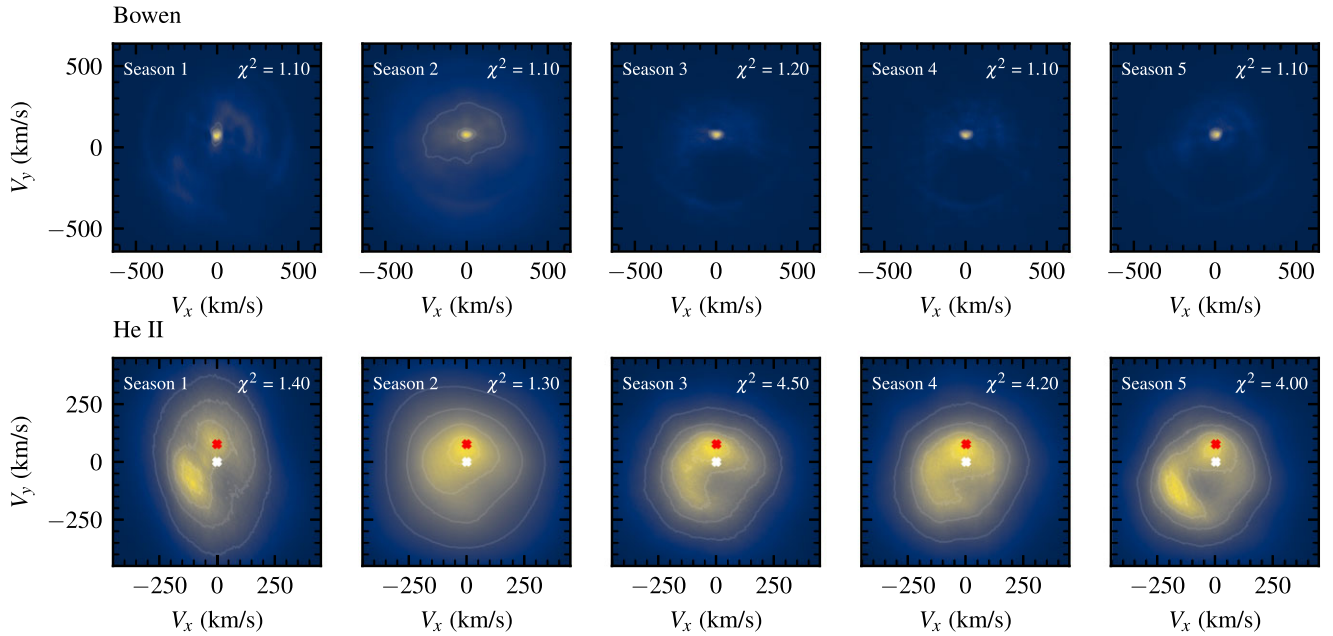 Bowen
Season 1 χ² = 1.10
Season 2 χ² = 1.10
Season 3 χ² = 1.20
Season 4 χ² = 1.10
Season 5 χ² = 1.10
500
0
−500
V_y (km/s)
−500 0 500
−500 0 500
−500 0 500
−500 0 500
−500 0 500
V_x (km/s)
V_x (km/s)
V_x (km/s)
V_x (km/s)
V_x (km/s)
He II
Season 1 χ² = 1.40
Season 2 χ² = 1.30
Season 3 χ² = 4.50
Season 4 χ² = 4.20
Season 5 χ² = 4.00
250
0
−250
V_y (km/s)
−250 0 250
−250 0 250
−250 0 250
−250 0 250
−250 0 250
V_x (km/s)
V_x (km/s)
V_x (km/s)
V_x (km/s)
V_x (km/s)